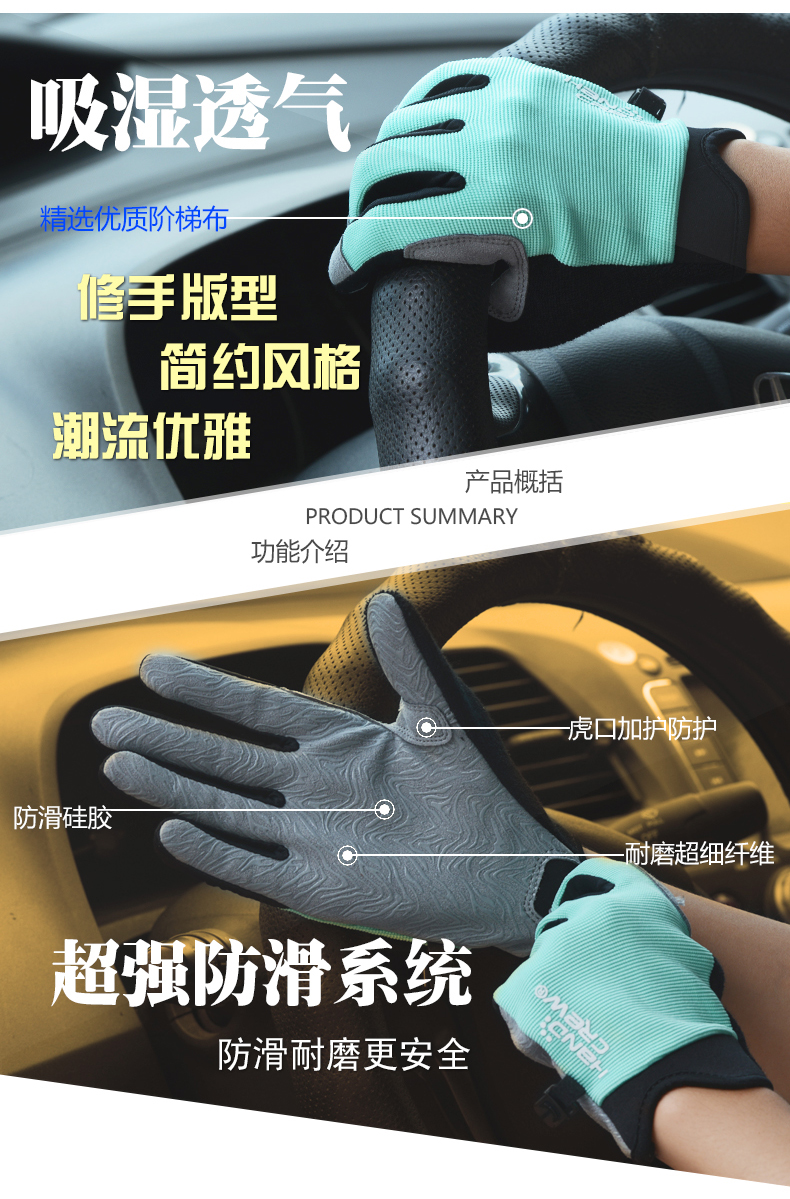 吸湿透气
精选优质阶梯布
修手版型
简约风格
潮流优雅
产品概括
PRODUCT SUMMARY
功能介绍
虎口加护防护
防滑硅胶
耐磨超细纤维
超强防滑系统
HAND CREW®
防滑耐磨更安全